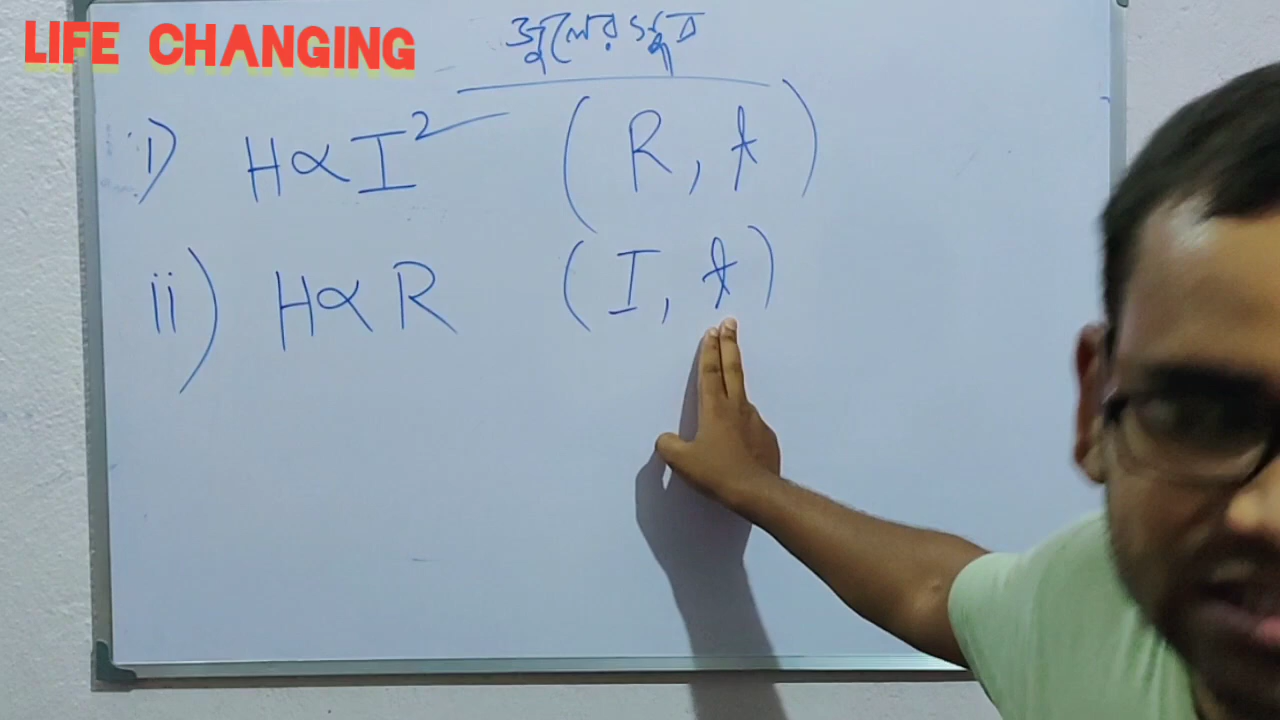 LIFE CHANGING
জুলের সূত্র
i) H∝I² (R, t)
ii) H∝R (I, t)